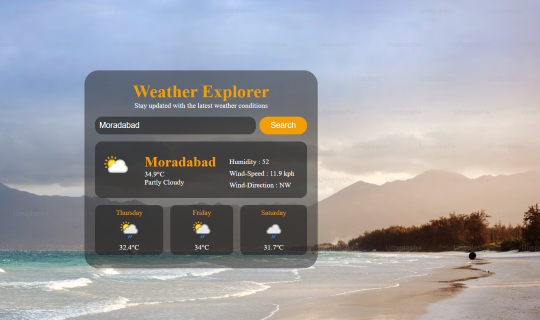 Weather Explorer
Stay updated with the latest weather conditions
Moradabad
Search
Moradabad
34.9°C
Partly Cloudy
Humidity : 52
Wind-Speed : 11.9 kph
Wind-Direction : NW
Thursday
Friday
Satarday
32.4°C
34°C
31.7°C